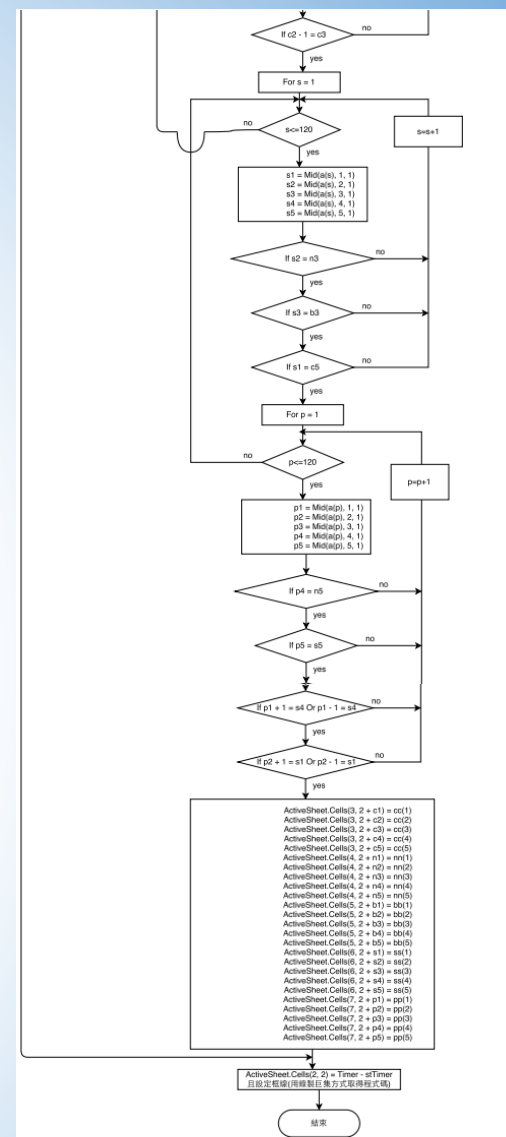 no
If c2 - 1 = c3
yes
For s = 1
no
s<=120
s=s+1
yes
s1 = Mid(a(s), 1, 1)
s2 = Mid(a(s), 2, 1)
s3 = Mid(a(s), 3, 1)
s4 = Mid(a(s), 4, 1)
s5 = Mid(a(s), 5, 1)
no
If s2 = n3
yes
no
If s3 = b3
yes
no
If s1 = c5
yes
For p = 1
no
p<=120
p=p+1
yes
p1 = Mid(a(p), 1, 1)
p2 = Mid(a(p), 2, 1)
p3 = Mid(a(p), 3, 1)
p4 = Mid(a(p), 4, 1)
p5 = Mid(a(p), 5, 1)
no
If p4 = n5
yes
no
If p5 = s5
yes
no
If p1 + 1 = s4 Or p1 - 1 = s4
yes
no
If p2 + 1 = s1 Or p2 - 1 = s1
yes
ActiveSheet.Cells(3, 2 + c1) = cc(1)
ActiveSheet.Cells(3, 2 + c2) = cc(2)
ActiveSheet.Cells(3, 2 + c3) = cc(3)
ActiveSheet.Cells(3, 2 + c4) = cc(4)
ActiveSheet.Cells(3, 2 + c5) = cc(5)
ActiveSheet.Cells(4, 2 + n1) = nn(1)
ActiveSheet.Cells(4, 2 + n2) = nn(2)
ActiveSheet.Cells(4, 2 + n3) = nn(3)
ActiveSheet.Cells(4, 2 + n4) = nn(4)
ActiveSheet.Cells(4, 2 + n5) = nn(5)
ActiveSheet.Cells(5, 2 + b1) = bb(1)
ActiveSheet.Cells(5, 2 + b2) = bb(2)
ActiveSheet.Cells(5, 2 + b3) = bb(3)
ActiveSheet.Cells(5, 2 + b4) = bb(4)
ActiveSheet.Cells(5, 2 + b5) = bb(5)
ActiveSheet.Cells(6, 2 + s1) = ss(1)
ActiveSheet.Cells(6, 2 + s2) = ss(2)
ActiveSheet.Cells(6, 2 + s3) = ss(3)
ActiveSheet.Cells(6, 2 + s4) = ss(4)
ActiveSheet.Cells(6, 2 + s5) = ss(5)
ActiveSheet.Cells(7, 2 + p1) = pp(1)
ActiveSheet.Cells(7, 2 + p2) = pp(2)
ActiveSheet.Cells(7, 2 + p3) = pp(3)
ActiveSheet.Cells(7, 2 + p4) = pp(4)
ActiveSheet.Cells(7, 2 + p5) = pp(5)
ActiveSheet.Cells(2, 2) = Timer - stTimer
且設定框線(用錄製巨集方式取得程式碼)
結束